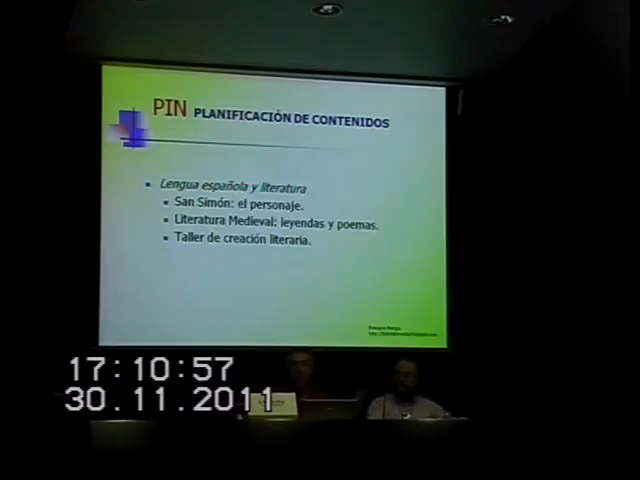 PIN PLANIFICACIÓN DE CONTENIDOS
Lengua española y literatura
San Simón: el personaje.
Literatura Medieval: leyendas y poemas.
Taller de creación literaria.
17:10:57
30.11.2011